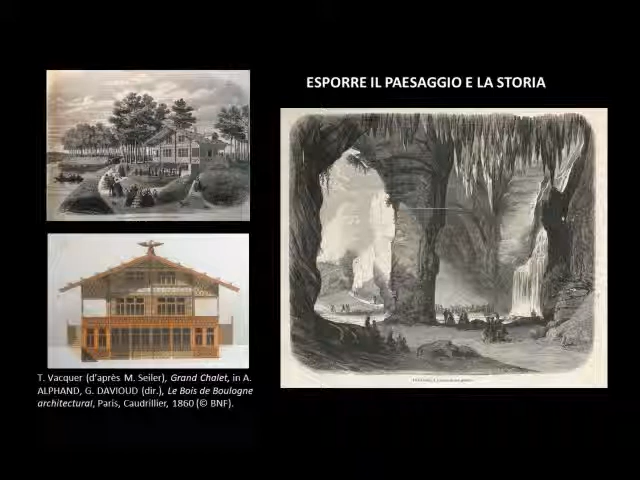 ESPORRE IL PAESAGGIO E LA STORIA
T. Vacquer (d'après M. Seiler), Grand Chalet, in A.
ALPHAND, G. DAVIOUD (dir.), Le Bois de Boulogne
architectural, Paris, Caudrillier, 1860 (© BNF).